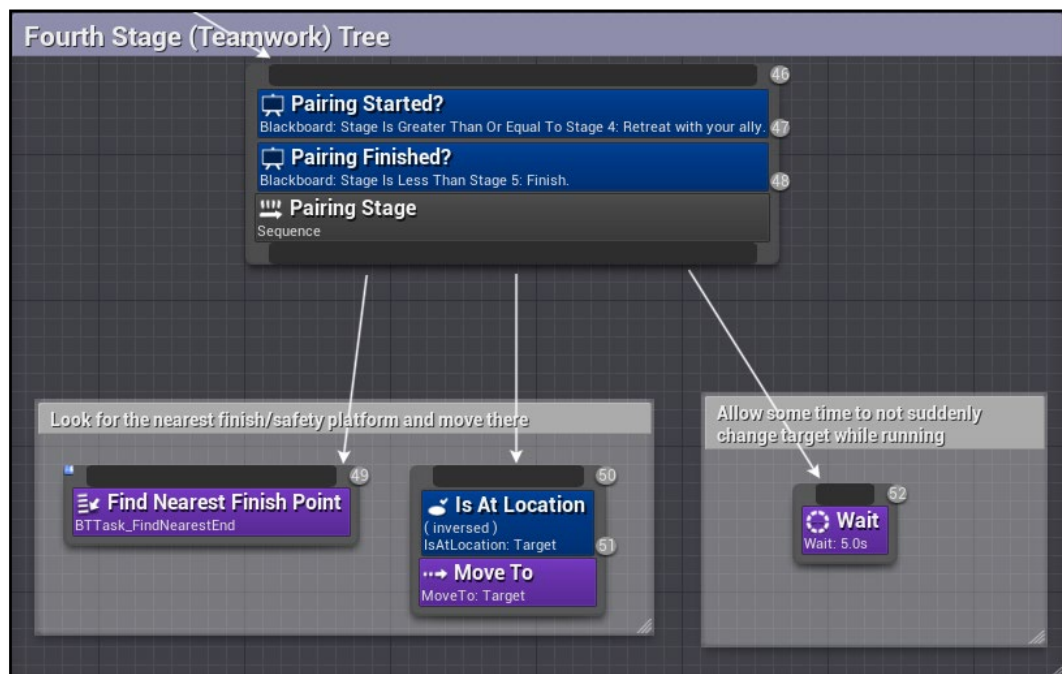 Fourth Stage (Teamwork) Tree
46
Pairing Started?
Blackboard: Stage Is Greater Than Or Equal To Stage 4: Retreat with your ally.
47
Pairing Finished?
Blackboard: Stage Is Less Than Stage 5: Finish.
48
Pairing Stage
Sequence
Look for the nearest finish/safety platform and move there
49
Find Nearest Finish Point
BTTask_FindNearestEnd
50
Is At Location
( inversed )
IsAtLocation: Target
51
Move To
MoveTo: Target
Allow some time to not suddenly
change target while running
52
Wait
Wait: 5.0s